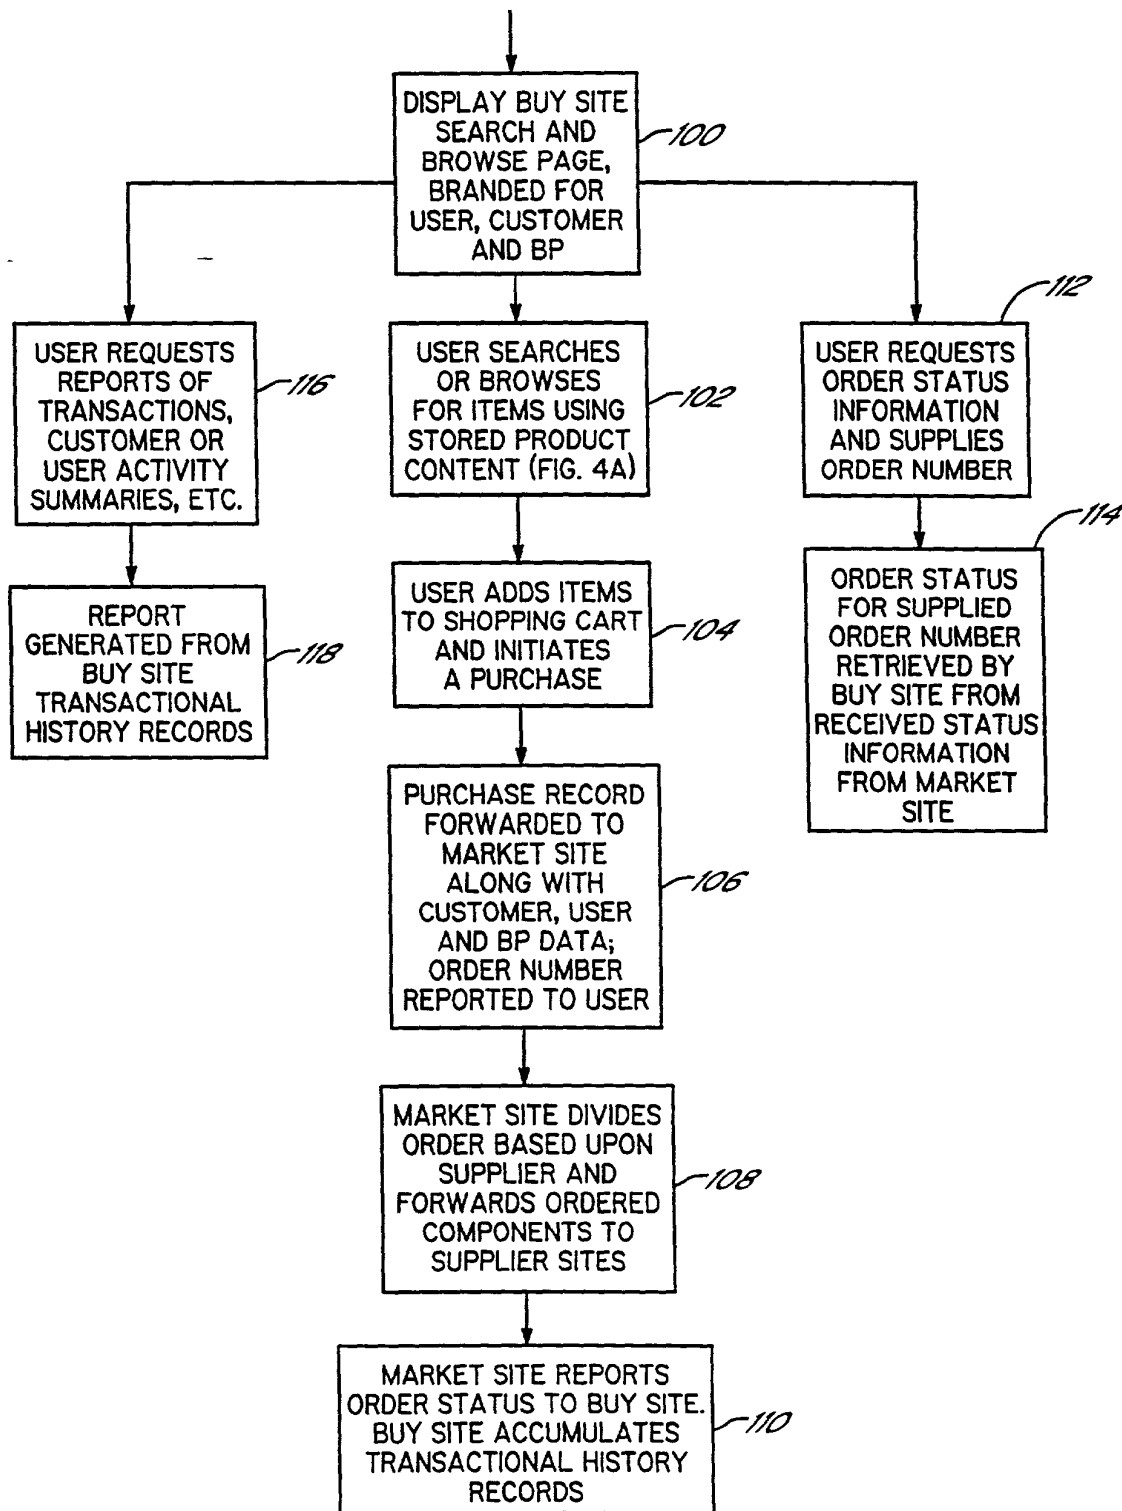 DISPLAY BUY SITE
SEARCH AND
BROWSE PAGE,
BRANDED FOR
USER, CUSTOMER
AND BP
100
USER REQUESTS
REPORTS OF
TRANSACTIONS,
CUSTOMER OR
USER ACTIVITY
SUMMARIES, ETC.
116
USER SEARCHES
OR BROWSES
FOR ITEMS USING
STORED PRODUCT
CONTENT (FIG. 4A)
102
USER REQUESTS
ORDER STATUS
INFORMATION
AND SUPPLIES
ORDER NUMBER
112
REPORT
GENERATED FROM
BUY SITE
TRANSACTIONAL
HISTORY RECORDS
118
USER ADDS ITEMS
TO SHOPPING CART
AND INITIATES
A PURCHASE
104
ORDER STATUS
FOR SUPPLIED
ORDER NUMBER
RETRIEVED BY
BUY SITE FROM
RECEIVED STATUS
INFORMATION
FROM MARKET
SITE
114
PURCHASE RECORD
FORWARDED TO
MARKET SITE
ALONG WITH
CUSTOMER, USER
AND BP DATA;
ORDER NUMBER
REPORTED TO USER
106
MARKET SITE DIVIDES
ORDER BASED UPON
SUPPLIER AND
FORWARDS ORDERED
COMPONENTS TO
SUPPLIER SITES
108
MARKET SITE REPORTS
ORDER STATUS TO BUY SITE.
BUY SITE ACCUMULATES
TRANSACTIONAL HISTORY
RECORDS
110